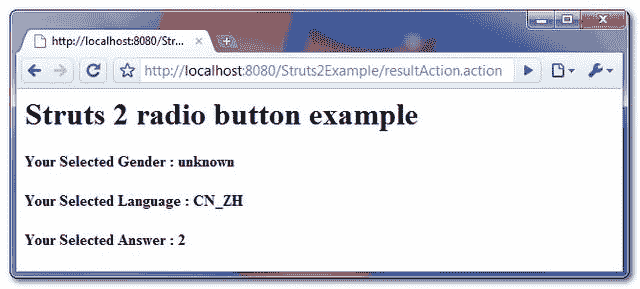 http://localhost:8080/Str...
http://localhost:8080/Struts2Example/resultAction.action
Struts 2 radio button example
Your Selected Gender : unknown
Your Selected Language : CN_ZH
Your Selected Answer : 2